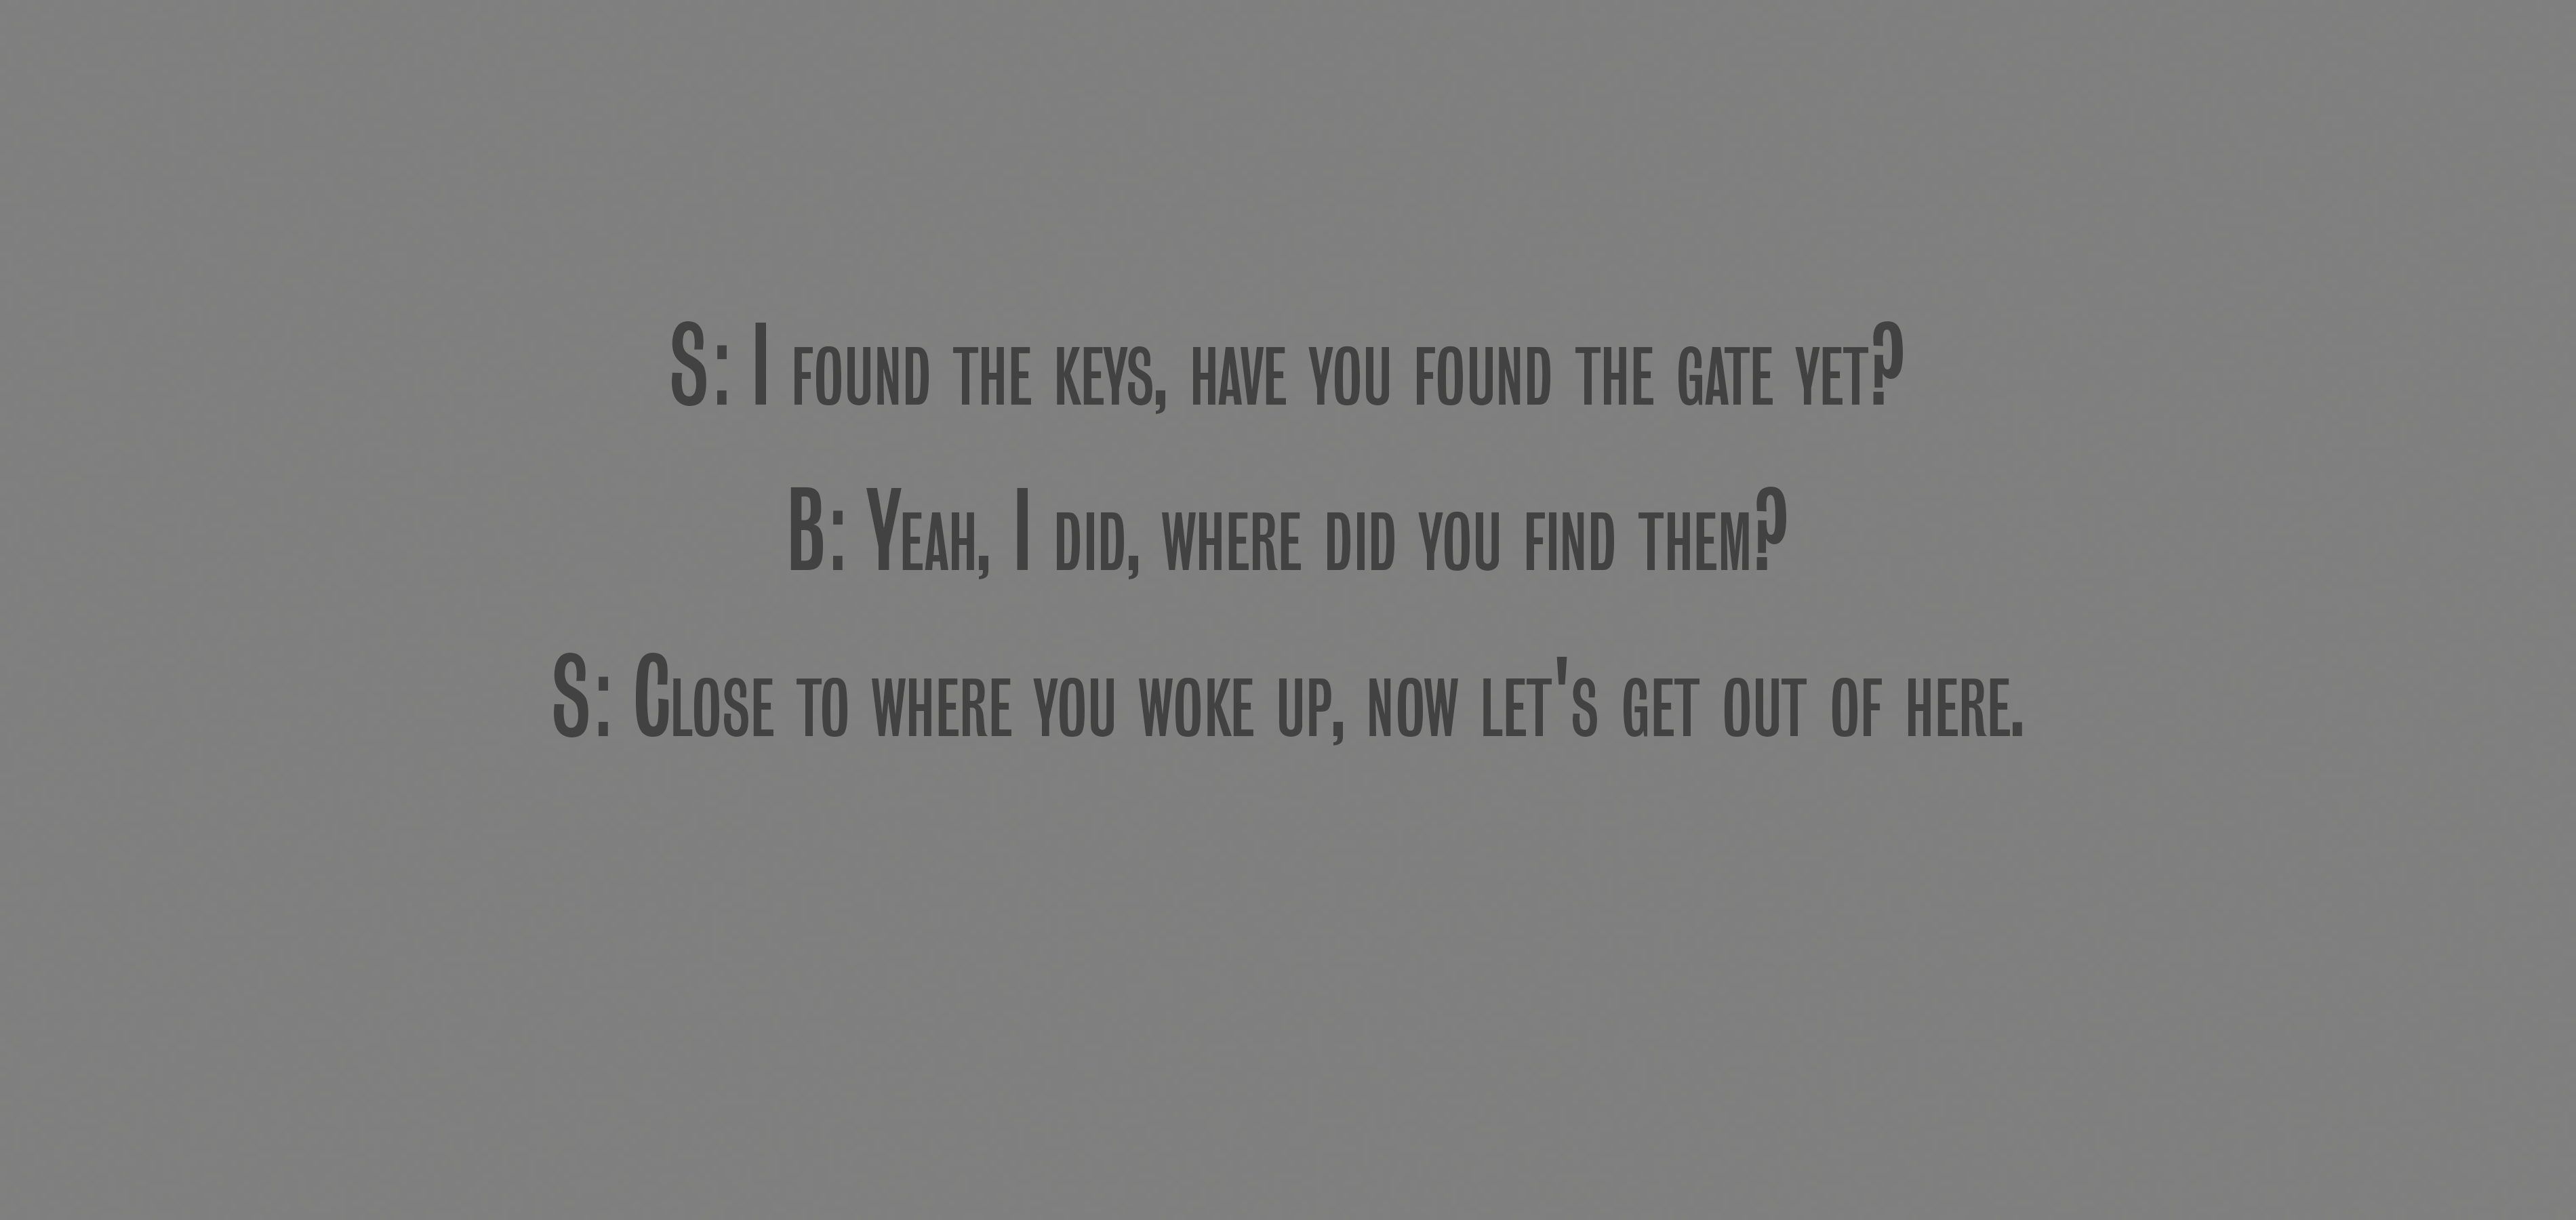 S: I found the keys, have you found the gate yet?
B: Yeah, I did, where did you find them?
S: Close to where you woke up, now let's get out of here.